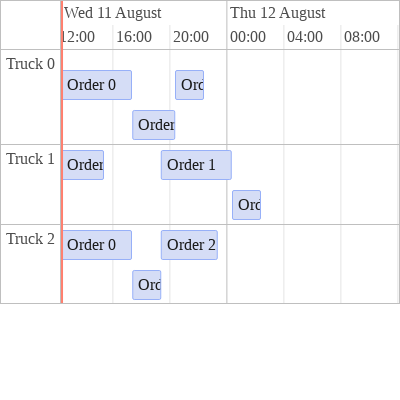 Wed 11 August Thu 12 August
12:00 16:00 20:00 00:00 04:00 08:00
Truck 0
Order 0 Ord
Order
Truck 1
Order Order 1
Ord
Truck 2
Order 0 Order 2
Ord